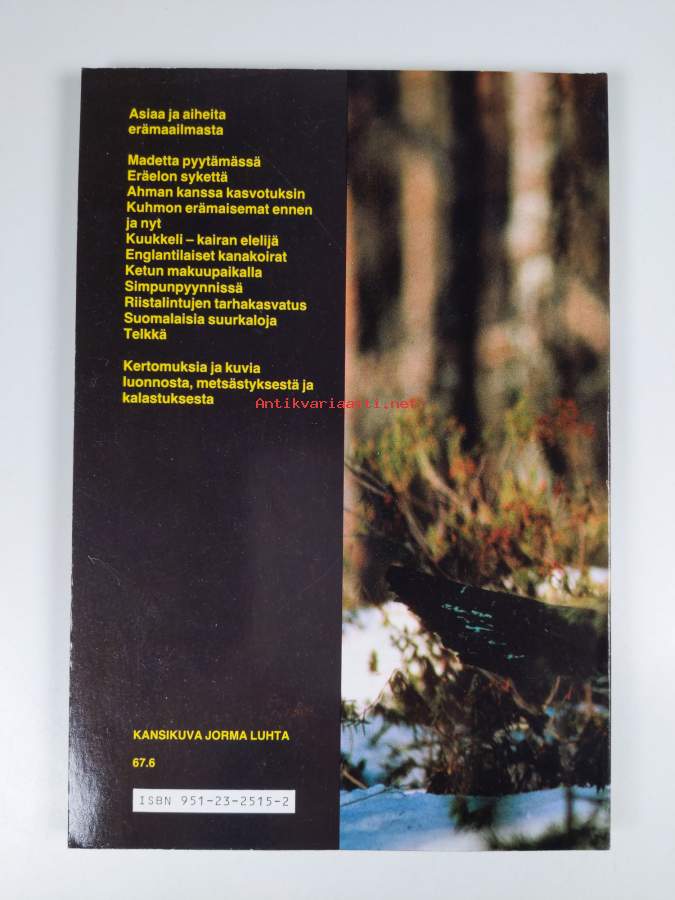 Asiaa ja aiheita
erämaailmasta
Madetta pyytämässä
Eräelon sykettä
Ahman kanssa kasvotuksin
Kuhmon erämaisemat ennen
ja nyt
Kuukkeli – kairan elelijä
Englantilaiset kanakoirat
Ketun makuupaikalla
Simpunpyynnissä
Riistalintujen tarhakasvatus
Suomalaisia suurkaloja
Telkkä
Kertomuksia ja kuvia
luonnosta, metsästyksestä ja
kalastuksesta
Antikvariaatti.net
KANSIKUVA JORMA LUHTA
67.6
ISBN 951-23-2515-2